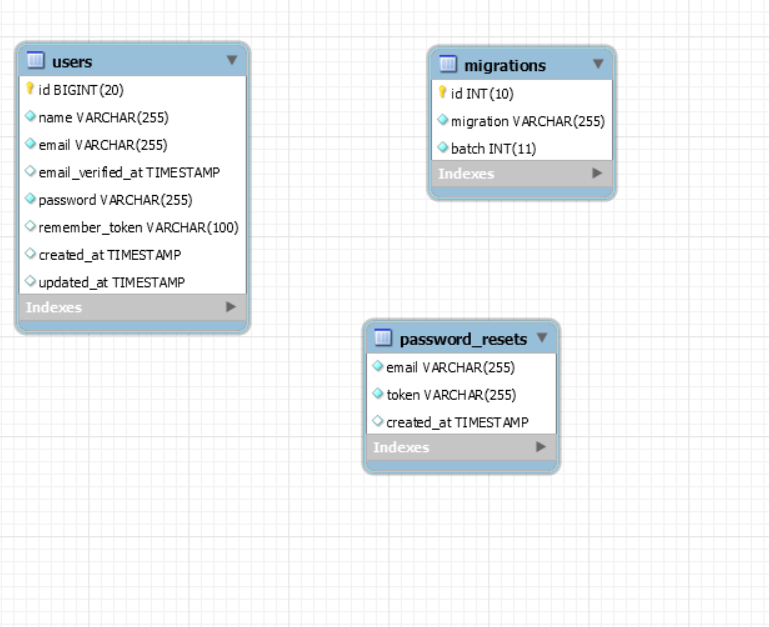 users
id BIGINT(20)
name VARCHAR(255)
email VARCHAR(255)
email_verified_at TIMESTAMP
password VARCHAR(255)
remember_token VARCHAR(100)
created_at TIMESTAMP
updated_at TIMESTAMP
Indexes
migrations
id INT(10)
migration VARCHAR(255)
batch INT(11)
Indexes
password_resets
email VARCHAR(255)
token VARCHAR(255)
created_at TIMESTAMP
Indexes